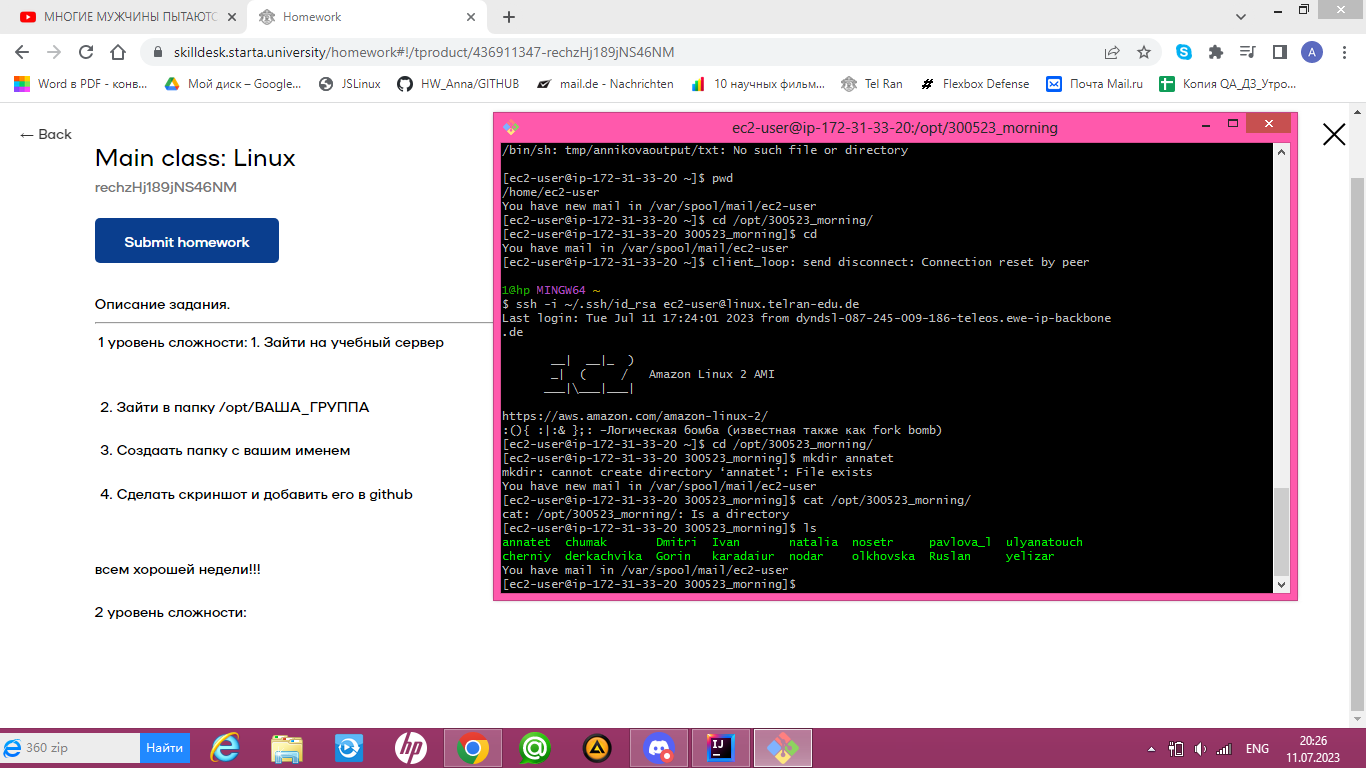 МНОГИЕ МУЖЧИНЫ ПЫТАЮТС
Homework
skilldesk.starta.university/homework#!/tproduct/436911347-rechzHj189jNS46NM
A
Word в PDF - конв...
Мой диск – Google...
JSLinux
HW_Anna/GITHUB
mail.de - Nachrichten
10 научных фильм...
Tel Ran
Flexbox Defense
Почта Mail.ru
Копия QA_ДЗ_Утро...
← Back
Main class: Linux
rechzHj189jNS46NM
Submit homework
Описание задания.
1 уровень сложности: 1. Зайти на учебный сервер
2. Зайти в папку /opt/ВАША_ГРУППА
3. Создаать папку с вашим именем
4. Сделать скриншот и добавить его в github
всем хорошей недели!!!
2 уровень сложности:
ec2-user@ip-172-31-33-20:/opt/300523_morning
/bin/sh: tmp/annikovaoutput/txt: No such file or directory
[ec2-user@ip-172-31-33-20 ~]$ pwd
/home/ec2-user
You have new mail in /var/spool/mail/ec2-user
[ec2-user@ip-172-31-33-20 ~]$ cd /opt/300523_morning/
[ec2-user@ip-172-31-33-20 300523_morning]$ cd
You have mail in /var/spool/mail/ec2-user
[ec2-user@ip-172-31-33-20 ~]$ client_loop: send disconnect: Connection reset by peer
1@hp MINGW64 ~
$ ssh -i ~/.ssh/id_rsa ec2-user@linux.telran-edu.de
Last login: Tue Jul 11 17:24:01 2023 from dyndsl-087-245-009-186-teleos.ewe-ip-backbone
.de
__|  __|_  )
_|  (     /   Amazon Linux 2 AMI
___|\___|___|
https://aws.amazon.com/amazon-linux-2/
:(){ :|:& };: –Логическая бомба (известная также как fork bomb)
[ec2-user@ip-172-31-33-20 ~]$ cd /opt/300523_morning/
[ec2-user@ip-172-31-33-20 300523_morning]$ mkdir annatet
mkdir: cannot create directory ‘annatet’: File exists
You have new mail in /var/spool/mail/ec2-user
[ec2-user@ip-172-31-33-20 300523_morning]$ cat /opt/300523_morning/
cat: /opt/300523_morning/: Is a directory
[ec2-user@ip-172-31-33-20 300523_morning]$ ls
annatet  chumak       Dmitri  Ivan       natalia  nosetr     pavlova_l  ulyanatouch
cherniy  derkachvika  Gorin   karadaiur  nodar    olkhovska  Ruslan     yelizar
You have mail in /var/spool/mail/ec2-user
[ec2-user@ip-172-31-33-20 300523_morning]$
360 zip
Найти
hp
IJ
ENG
20:26
11.07.2023